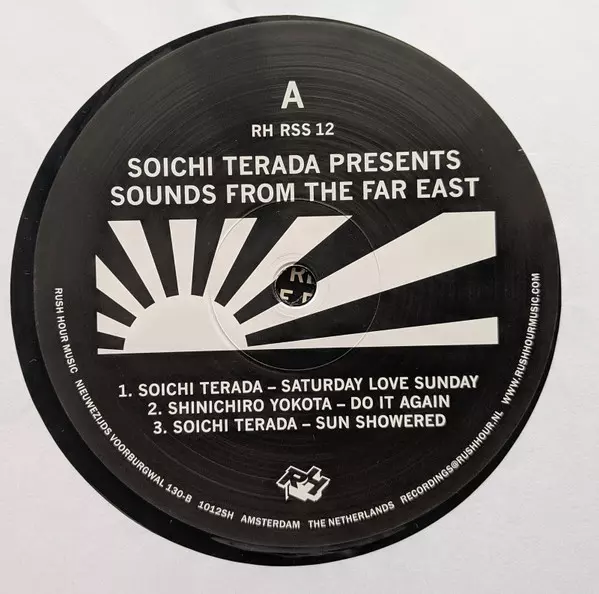 A
RH RSS 12
SOICHI TERADA PRESENTS
SOUNDS FROM THE FAR EAST
1. SOICHI TERADA – SATURDAY LOVE SUNDAY
2. SHINICHIRO YOKOTA – DO IT AGAIN
3. SOICHI TERADA – SUN SHOWERED
RH
RUSH HOUR MUSIC NIEUWEZIJDS VOORBURGWAL 130-B 1012SH AMSTERDAM THE NETHERLANDS RECORDINGS@RUSHHOUR.NL WWW.RUSHHOURMUSIC.COM